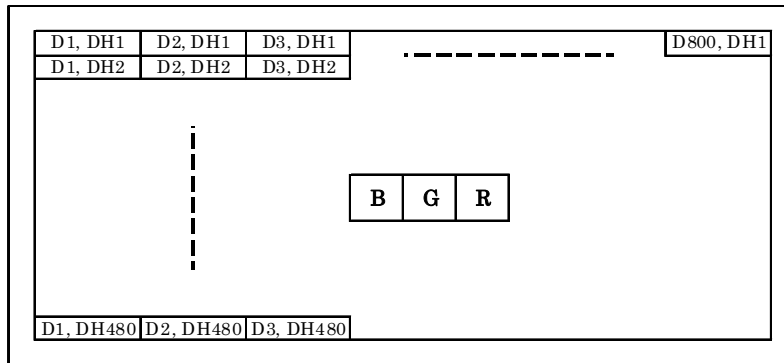 D1, DH1 D2, DH1 D3, DH1 D800, DH1
D1, DH2 D2, DH2 D3, DH2
B G R
D1, DH480 D2, DH480 D3, DH480